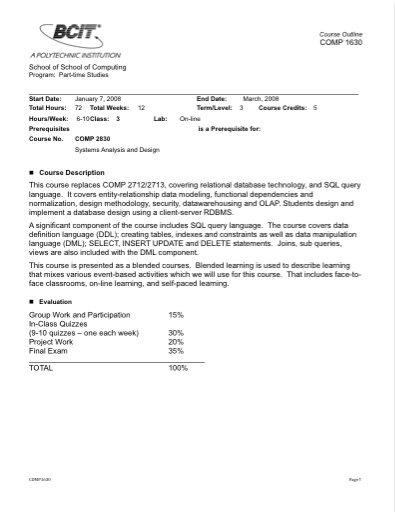 BCIT
Course Outline
COMP 1630
A POLYTECHNIC INSTITUTION
School of School of Computing
Program: Part-time Studies
Start Date: January 7, 2008 End Date: March, 2008
Total Hours: 72 Total Weeks: 12 Term/Level: 3 Course Credits: 5
Hours/Week: 6-10 Class: 3 Lab: On-line
Prerequisites is a Prerequisite for:
Course No. COMP 2830
Systems Analysis and Design
■ Course Description
This course replaces COMP 2712/2713, covering relational database technology, and SQL query
language. It covers entity-relationship data modeling, functional dependencies and
normalization, design methodology, security, datawarehousing and OLAP. Students design and
implement a database design using a client-server RDBMS.
A significant component of the course includes SQL query language. The course covers data
definition language (DDL); creating tables, indexes and constraints as well as data manipulation
language (DML); SELECT, INSERT UPDATE and DELETE statements. Joins, sub queries,
views are also included with the DML component.
This course is presented as a blended courses. Blended learning is used to describe learning
that mixes various event-based activities which we will use for this course. That includes face-to-
face classrooms, on-line learning, and self-paced learning.
■ Evaluation
Group Work and Participation 15%
In-Class Quizzes
(9-10 quizzes – one each week) 30%
Project Work 20%
Final Exam 35%
TOTAL 100%
COMP1630 Page 1